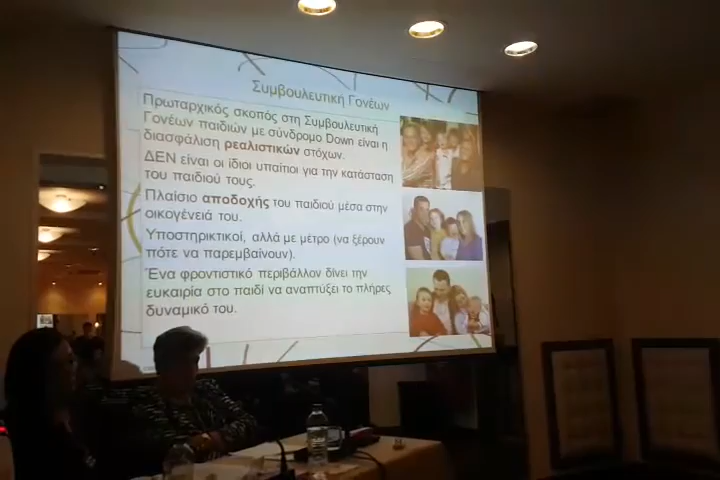 Συμβουλευτική Γονέων
Πρωταρχικός σκοπός στη Συμβουλευτική
Γονέων παιδιών με σύνδρομο Down είναι η
διασφάλιση ρεαλιστικών στόχων.
ΔΕΝ είναι οι ίδιοι υπαίτιοι για την κατάσταση
του παιδιού τους.
Πλαίσιο αποδοχής του παιδιού μέσα στην
οικογένειά του.
Υποστηρικτικοί, αλλά με μέτρο (να ξέρουν
πότε να παρεμβαίνουν).
Ένα φροντιστικό περιβάλλον δίνει την
ευκαιρία στο παιδί να αναπτύξει το πλήρες
δυναμικό του.